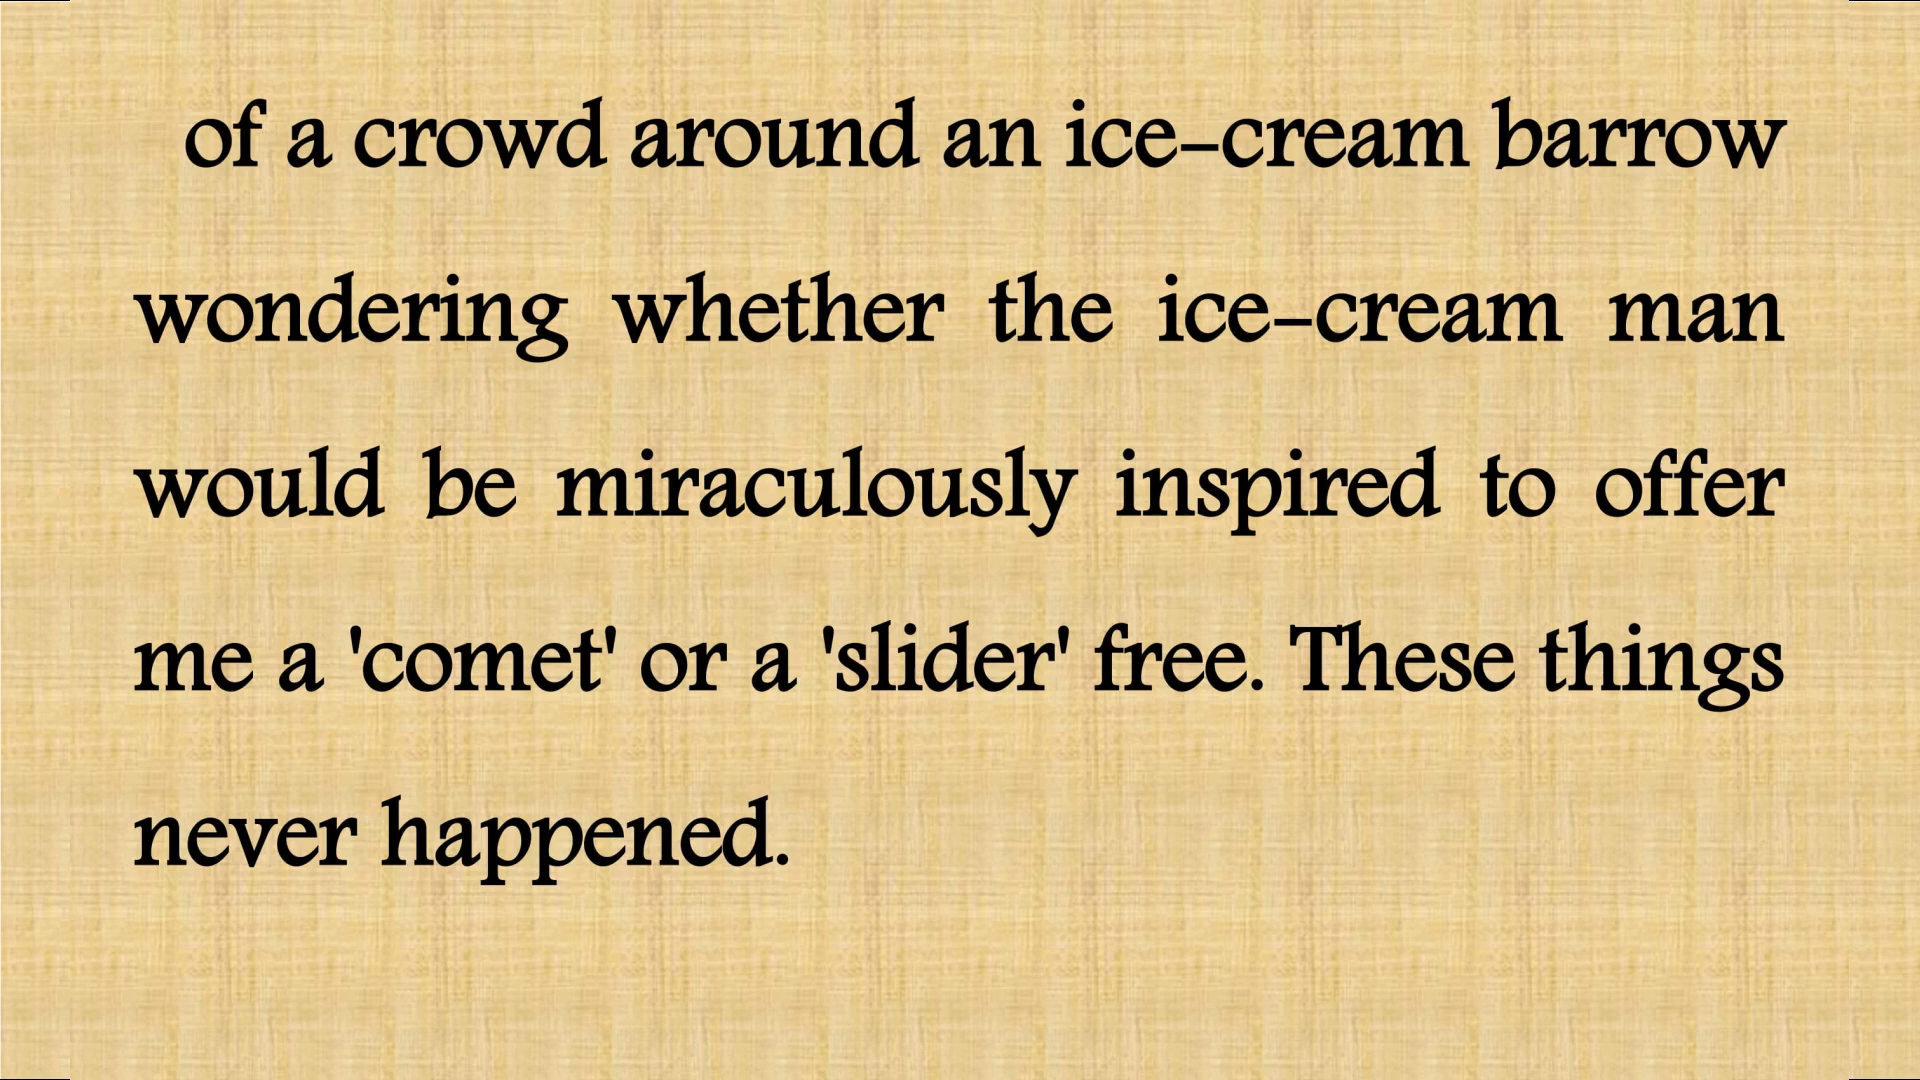 of a crowd around an ice-cream barrow
wondering whether the ice-cream man
would be miraculously inspired to offer
me a 'comet' or a 'slider' free. These things
never happened.